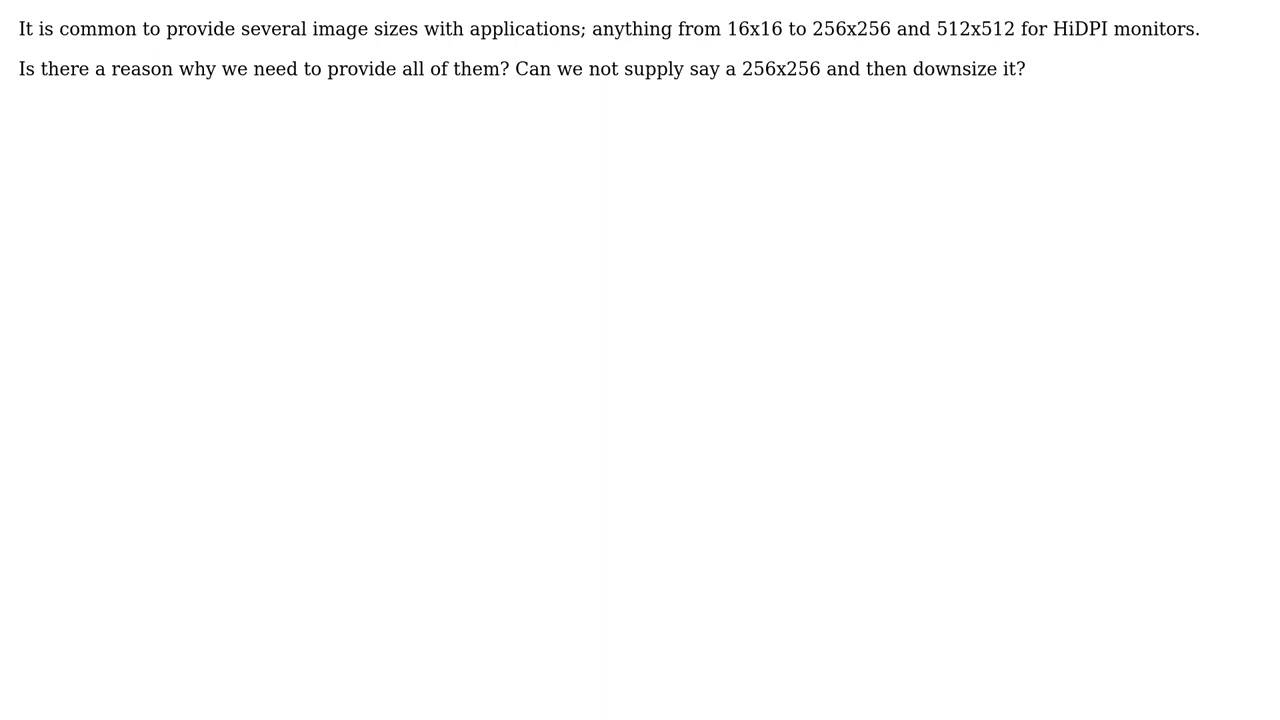 It is common to provide several image sizes with applications; anything from 16x16 to 256x256 and 512x512 for HiDPI monitors.
Is there a reason why we need to provide all of them? Can we not supply say a 256x256 and then downsize it?